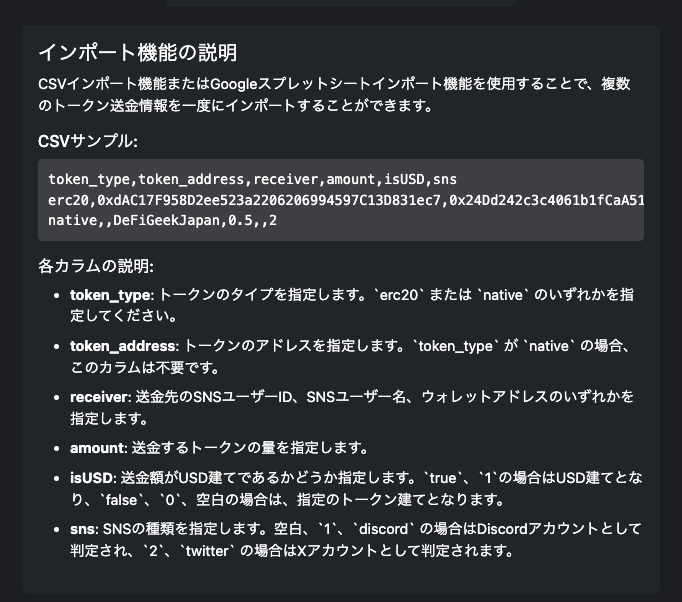 インポート機能の説明
CSVインポート機能またはGoogleスプレットシートインポート機能を使用することで、複数
のトークン送金情報を一度にインポートすることができます。
CSVサンプル:
token_type,token_address,receiver,amount,isUSD,sns
erc20,0xdAC17F958D2ee523a2206206994597C13D831ec7,0x24Dd242c3c4061b1fCaA51
native,,DeFiGeekJapan,0.5,,2
各カラムの説明:
• token_type: トークンのタイプを指定します。`erc20` または `native` のいずれかを指
定してください。
• token_address: トークンのアドレスを指定します。`token_type` が `native` の場合、
このカラムは不要です。
• receiver: 送金先のSNSユーザーID、SNSユーザー名、ウォレットアドレスのいずれかを
指定します。
• amount: 送金するトークンの量を指定します。
• isUSD: 送金額がUSD建てであるかどうか指定します。`true`、`1`の場合はUSD建てとな
り、`false`、`0`、空白の場合は、指定のトークン建てとなります。
• sns: SNSの種類を指定します。空白、`1`、`discord` の場合はDiscordアカウントとして
判定され、`2`、`twitter` の場合はXアカウントとして判定されます。